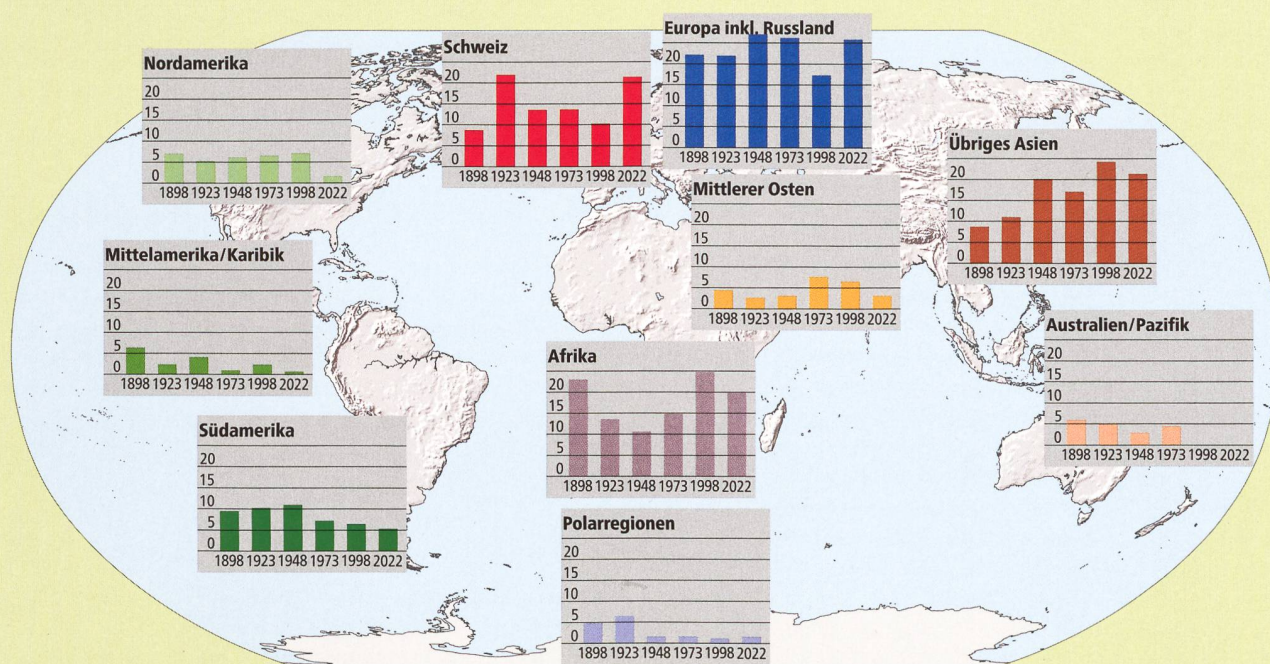 Nordamerika
20
15
10
5
0
1898 1923 1948 1973 1998 2022
Schweiz
20
15
10
5
0
1898 1923 1948 1973 1998 2022
Europa inkl. Russland
20
15
10
5
0
1898 1923 1948 1973 1998 2022
Übriges Asien
20
15
10
5
0
1898 1923 1948 1973 1998 2022
Mittlerer Osten
20
15
10
5
0
1898 1923 1948 1973 1998 2022
Mittelamerika/Karibik
20
15
10
5
0
1898 1923 1948 1973 1998 2022
Australien/Pazifik
20
15
10
5
0
1898 1923 1948 1973 1998 2022
Afrika
20
15
10
5
0
1898 1923 1948 1973 1998 2022
Südamerika
20
15
10
5
0
1898 1923 1948 1973 1998 2022
Polarregionen
20
15
10
5
0
1898 1923 1948 1973 1998 2022